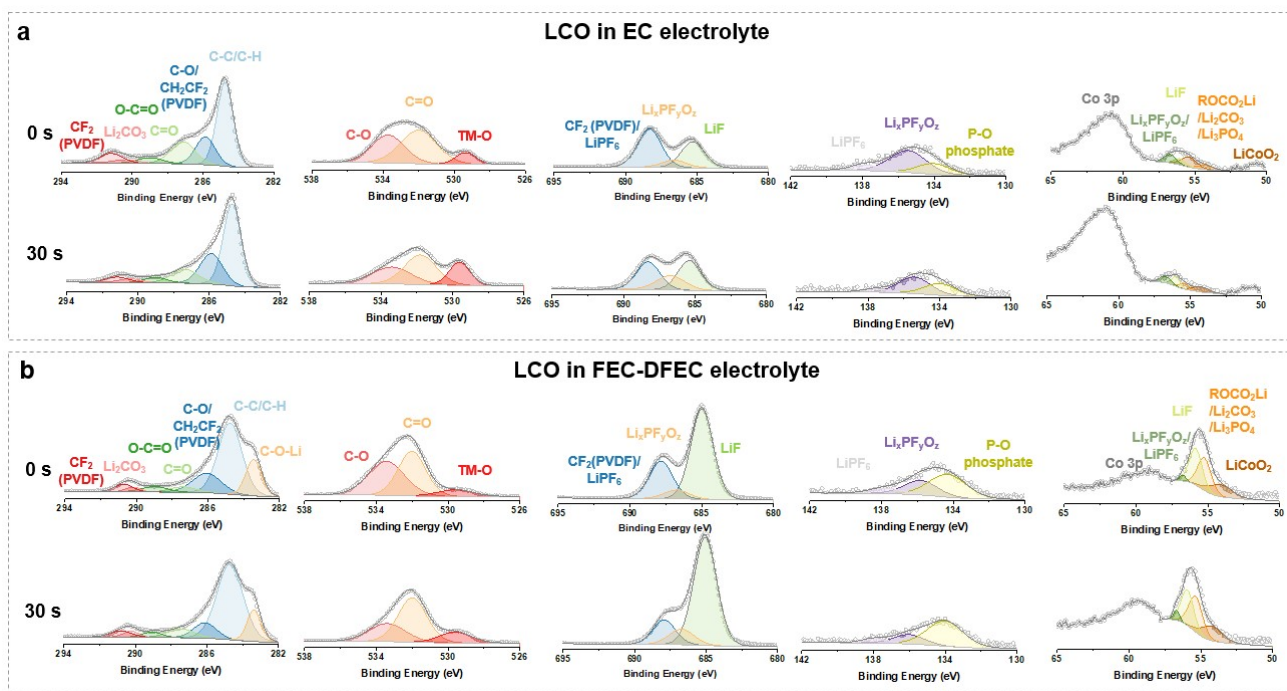 a
LCO in EC electrolyte
0 s
CF2
(PVDF)
Li2CO3
O-C=O
C=O
C-O/
CH2CF2
(PVDF)
C-C/C-H
294 290 286 282
Binding Energy (eV)
C-O
C=O
TM-O
538 534 530 526
Binding Energy (eV)
CF2 (PVDF)/
LiPF6
LixPFyOz
LiF
695 688 680
Binding Energy (eV)
LiPF6
LixPFyOz
P-O
phosphate
142 138 134 130
Binding Energy (eV)
Co 3p
LixPFyOz/
LiPF6
LiF
ROCO2Li
/Li2CO3
/Li3PO4
LiCoO2
65 60 55 50
Binding Energy (eV)
30 s
294 290 286 282
Binding Energy (eV)
538 534 530 526
Binding Energy (eV)
695 688 680
Binding Energy (eV)
142 138 134 130
Binding Energy (eV)
65 60 55 50
Binding Energy (eV)
b
LCO in FEC-DFEC electrolyte
0 s
CF2
(PVDF)
Li2CO3
O-C=O
C=O
C-O/
CH2CF2
(PVDF)
C-C/C-H
C-O-Li
294 290 286 282
Binding Energy (eV)
C-O
C=O
TM-O
538 534 530 526
Binding Energy (eV)
CF2(PVDF)/
LiPF6
LixPFyOz
LiF
695 688 685 680
Binding Energy (eV)
LiPF6
LixPFyOz
P-O
phosphate
142 138 134 130
Binding Energy (eV)
Co 3p
LixPFyOz/
LiPF6
LiF
ROCO2Li
/Li2CO3
/Li3PO4
LiCoO2
65 60 55 50
Binding Energy (eV)
30 s
294 290 286 282
Binding Energy (eV)
538 534 530 526
Binding Energy (eV)
695 688 685 680
Binding Energy (eV)
142 138 134 130
Binding Energy (eV)
65 60 55 50
Binding Energy (eV)